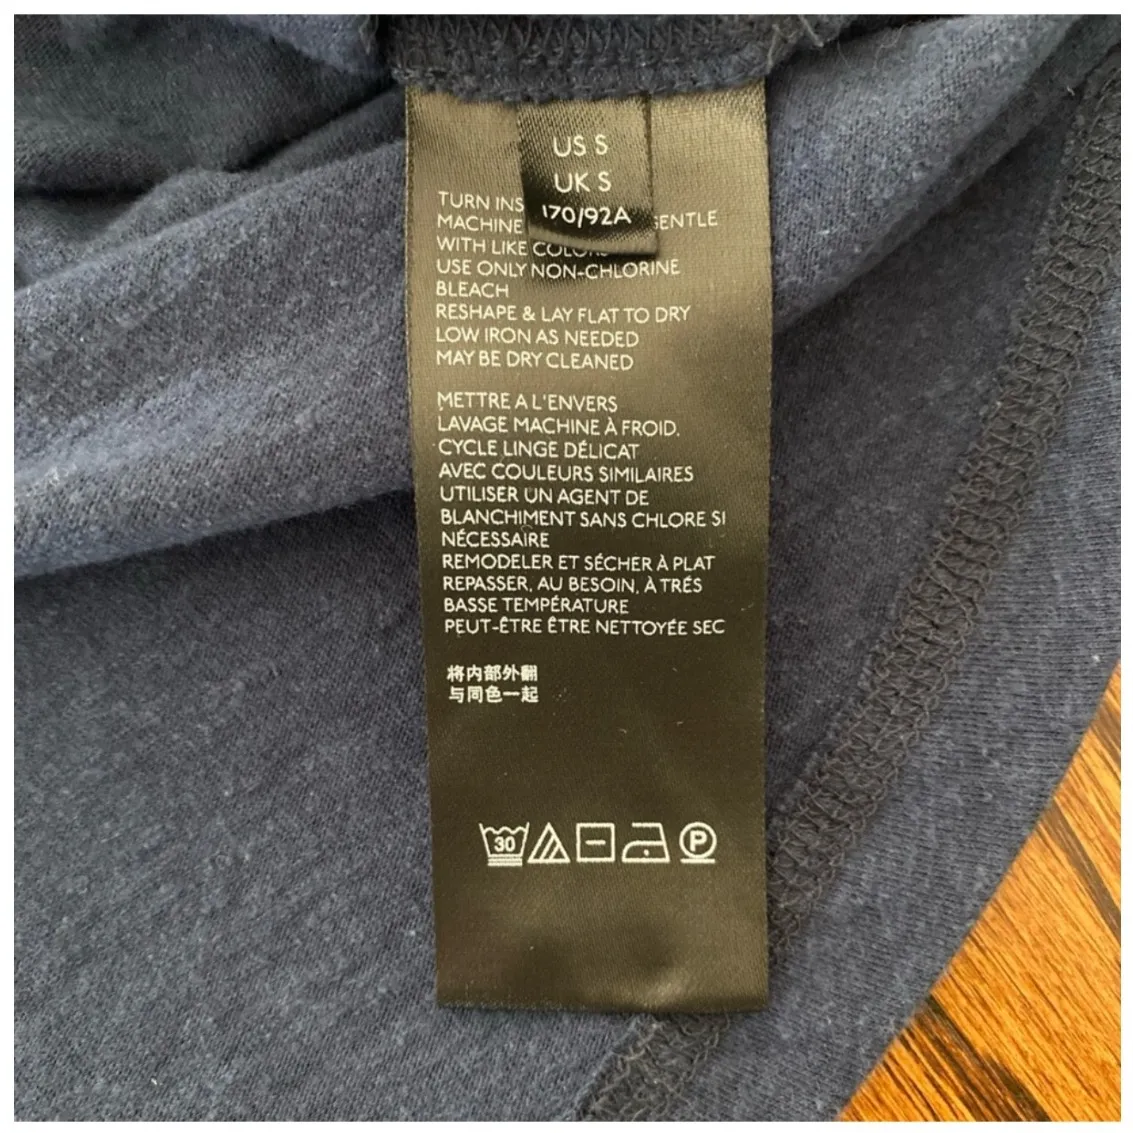 US S
UK S
170/92A
TURN INS
MACHINE GENTLE
WITH LIKE COLORS
USE ONLY NON-CHLORINE
BLEACH
RESHAPE & LAY FLAT TO DRY
LOW IRON AS NEEDED
MAY BE DRY CLEANED
METTRE A L'ENVERS
LAVAGE MACHINE À FROID,
CYCLE LINGE DÉLICAT
AVEC COULEURS SIMILAIRES
UTILISER UN AGENT DE
BLANCHIMENT SANS CHLORE SI
NÉCESSAIRE
REMODELER ET SÉCHER À PLAT
REPASSER, AU BESOIN, À TRÉS
BASSE TEMPÉRATURE
PEUT-ÊTRE ÊTRE NETTOYÉE SEC
将内部外翻
与同色一起
30 P